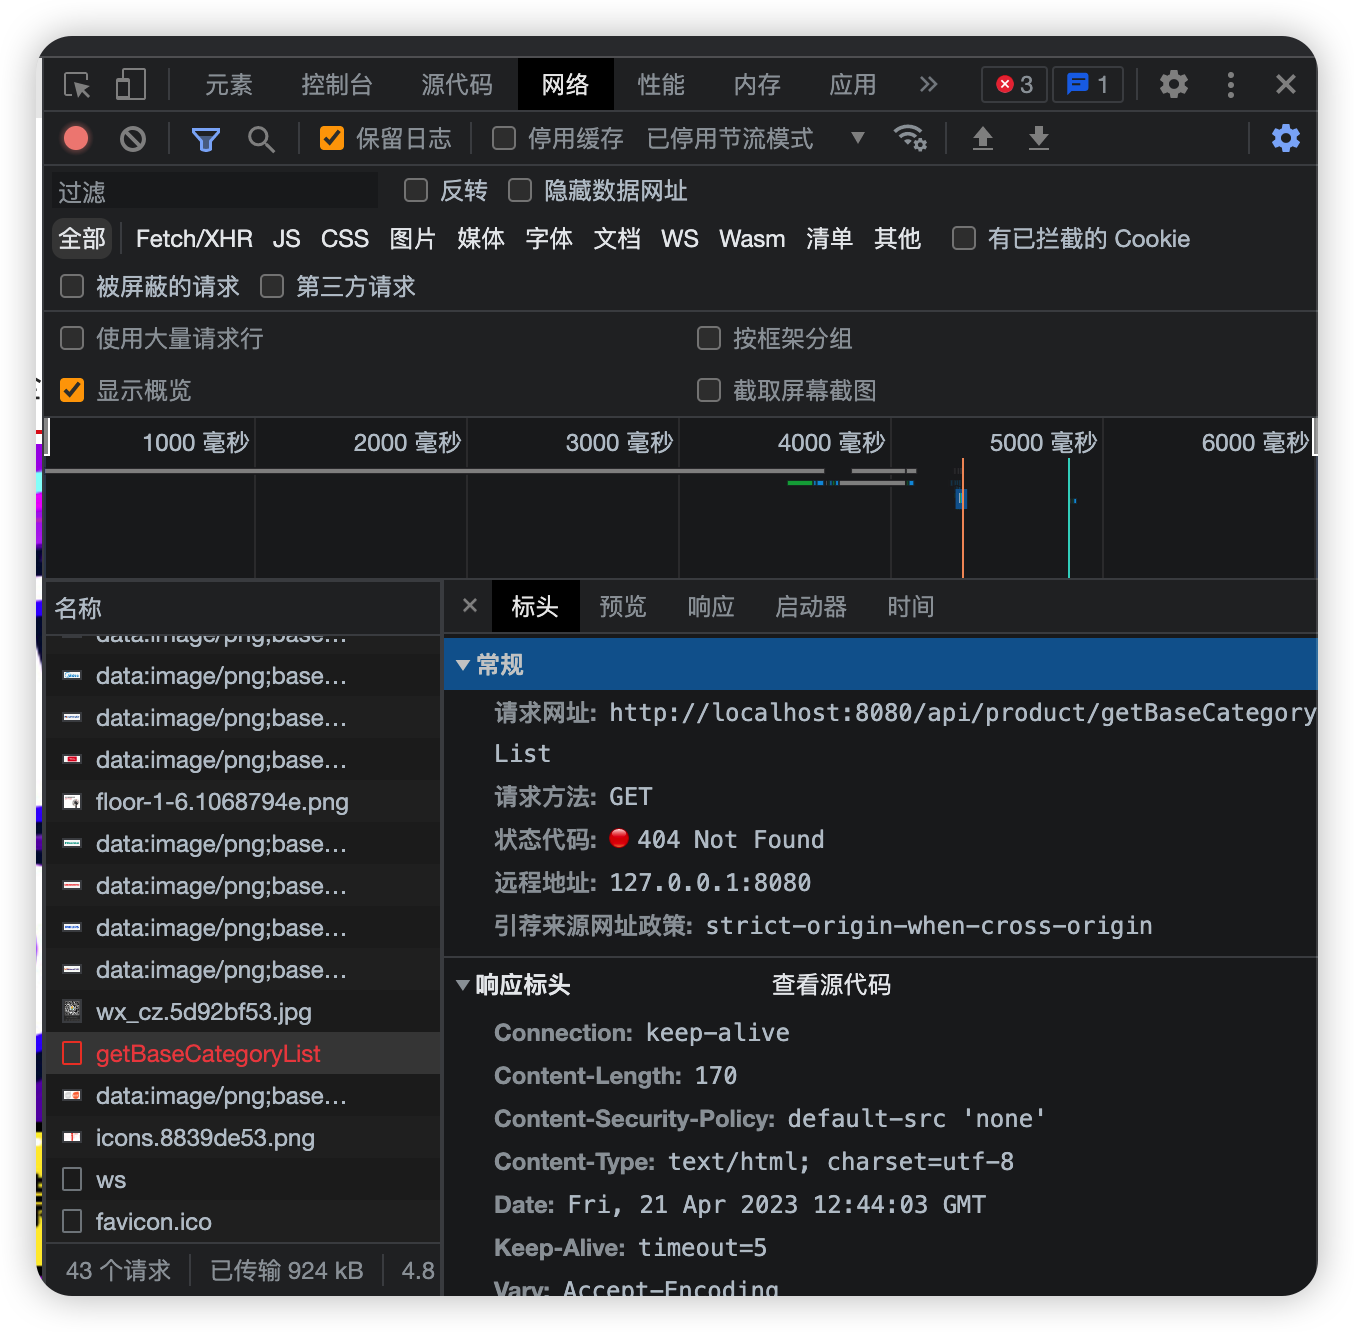 元素 控制台 源代码 网络 性能 内存 应用 3 1
保留日志 停用缓存 已停用节流模式
过滤 反转 隐藏数据网址
全部 Fetch/XHR JS CSS 图片 媒体 字体 文档 WS Wasm 清单 其他 有已拦截的 Cookie
被屏蔽的请求 第三方请求
使用大量请求行 按框架分组
显示概览 截取屏幕截图
1000 毫秒 2000 毫秒 3000 毫秒 4000 毫秒 5000 毫秒 6000 毫秒
名称
data:image/png;base…
data:image/png;base…
data:image/png;base…
data:image/png;base…
floor-1-6.1068794e.png
data:image/png;base…
data:image/png;base…
data:image/png;base…
data:image/png;base…
wx_cz.5d92bf53.jpg
getBaseCategoryList
data:image/png;base…
icons.8839de53.png
ws
favicon.ico
43 个请求 已传输 924 kB 4.8
标头 预览 响应 启动器 时间
常规
请求网址: http://localhost:8080/api/product/getBaseCategory
List
请求方法: GET
状态代码: 404 Not Found
远程地址: 127.0.0.1:8080
引荐来源网址政策: strict-origin-when-cross-origin
响应标头 查看源代码
Connection: keep-alive
Content-Length: 170
Content-Security-Policy: default-src 'none'
Content-Type: text/html; charset=utf-8
Date: Fri, 21 Apr 2023 12:44:03 GMT
Keep-Alive: timeout=5
Vary: Accept-Encoding